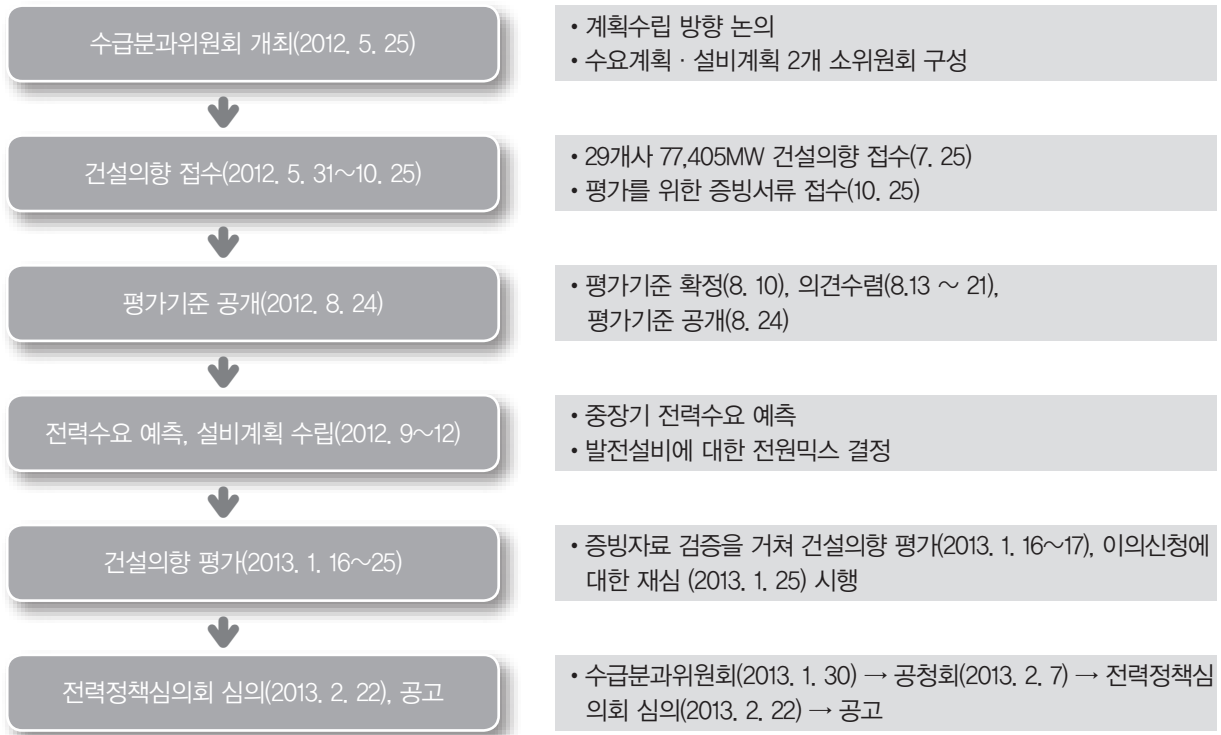 수급분과위원회 개최(2012. 5. 25)
• 계획수립 방향 논의
• 수요계획 · 설비계획 2개 소위원회 구성
건설의향 접수(2012. 5. 31~10. 25)
• 29개사 77,405MW 건설의향 접수(7. 25)
• 평가를 위한 증빙서류 접수(10. 25)
평가기준 공개(2012. 8. 24)
• 평가기준 확정(8. 10), 의견수렴(8.13 ~ 21),
평가기준 공개(8. 24)
전력수요 예측, 설비계획 수립(2012. 9~12)
• 중장기 전력수요 예측
• 발전설비에 대한 전원믹스 결정
건설의향 평가(2013. 1. 16~25)
• 증빙자료 검증을 거쳐 건설의향 평가(2013. 1. 16~17), 이의신청에
대한 재심 (2013. 1. 25) 시행
전력정책심의회 심의(2013. 2. 22), 공고
• 수급분과위원회(2013. 1. 30) → 공청회(2013. 2. 7) → 전력정책심
의회 심의(2013. 2. 22) → 공고